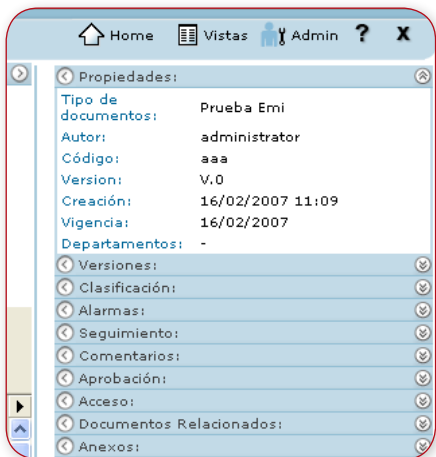 Home Vistas Admin ? X
Propiedades:
Tipo de documentos: Prueba Emi
Autor: administrator
Código: aaa
Version: V.0
Creación: 16/02/2007 11:09
Vigencia: 16/02/2007
Departamentos: -
Versiones:
Clasificación:
Alarmas:
Seguimiento:
Comentarios:
Aprobación:
Acceso:
Documentos Relacionados:
Anexos: